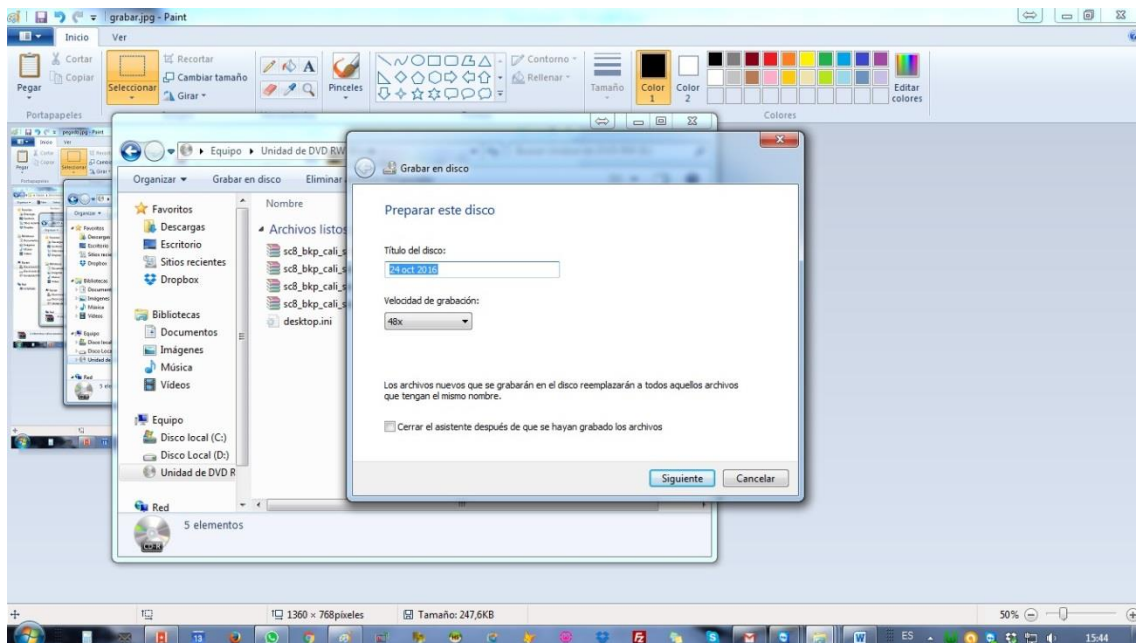 grabar.jpg - Paint
Inicio Ver
Pegar
Cortar
Copiar
Portapapeles
Seleccionar
Recortar
Cambiar tamaño
Girar
A
Pinceles
Contorno
Rellenar
Tamaño
Color 1
Color 2
Editar colores
Colores
Equipo Unidad de DVD RW
Organizar Grabar en disco Eliminar
Favoritos
Descargas
Escritorio
Sitios recientes
Dropbox
Bibliotecas
Documentos
Imágenes
Música
Vídeos
Equipo
Disco local (C:)
Disco Local (D:)
Unidad de DVD R
Red
Nombre
Archivos listos
sc8_bkp_cali_s
sc8_bkp_cali_s
sc8_bkp_cali_s
sc8_bkp_cali_s
desktop.ini
5 elementos
CD-R
Grabar en disco
Preparar este disco
Título del disco:
24 oct 2016
Velocidad de grabación:
48x
Los archivos nuevos que se grabarán en el disco reemplazarán a todos aquellos archivos
que tengan el mismo nombre.
Cerrar el asistente después de que se hayan grabado los archivos
Siguiente Cancelar
1360 × 768píxeles Tamaño: 247,6KB 50%
ES 15:44